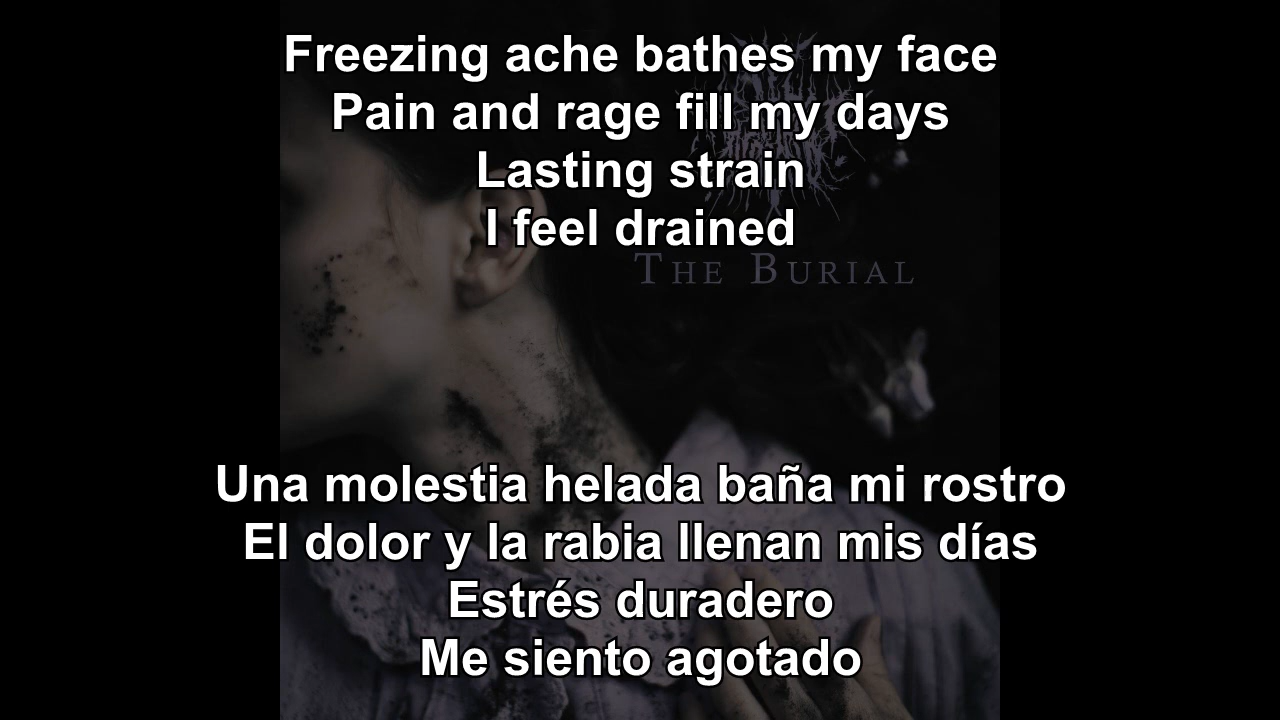 Freezing ache bathes my face
Pain and rage fill my days
Lasting strain
I feel drained
THE BURIAL
Una molestia helada baña mi rostro
El dolor y la rabia llenan mis días
Estrés duradero
Me siento agotado